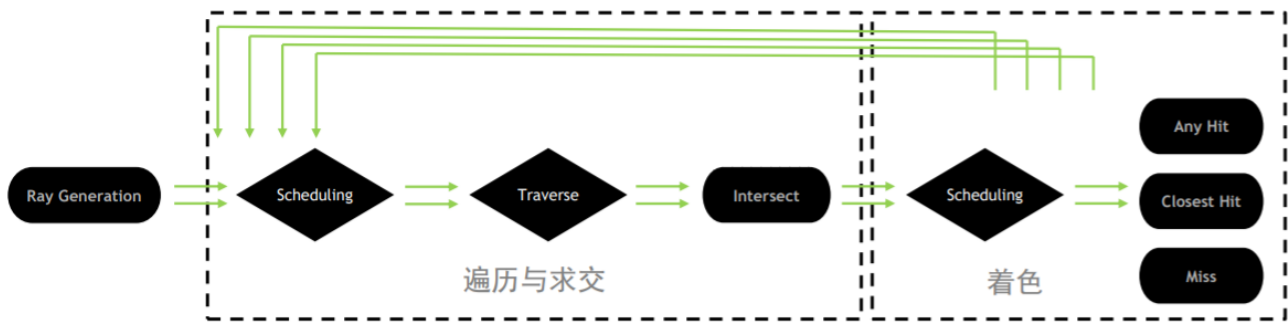 Ray Generation
Scheduling
Traverse
Intersect
Scheduling
Any Hit
Closest Hit
Miss
遍历与求交
着色